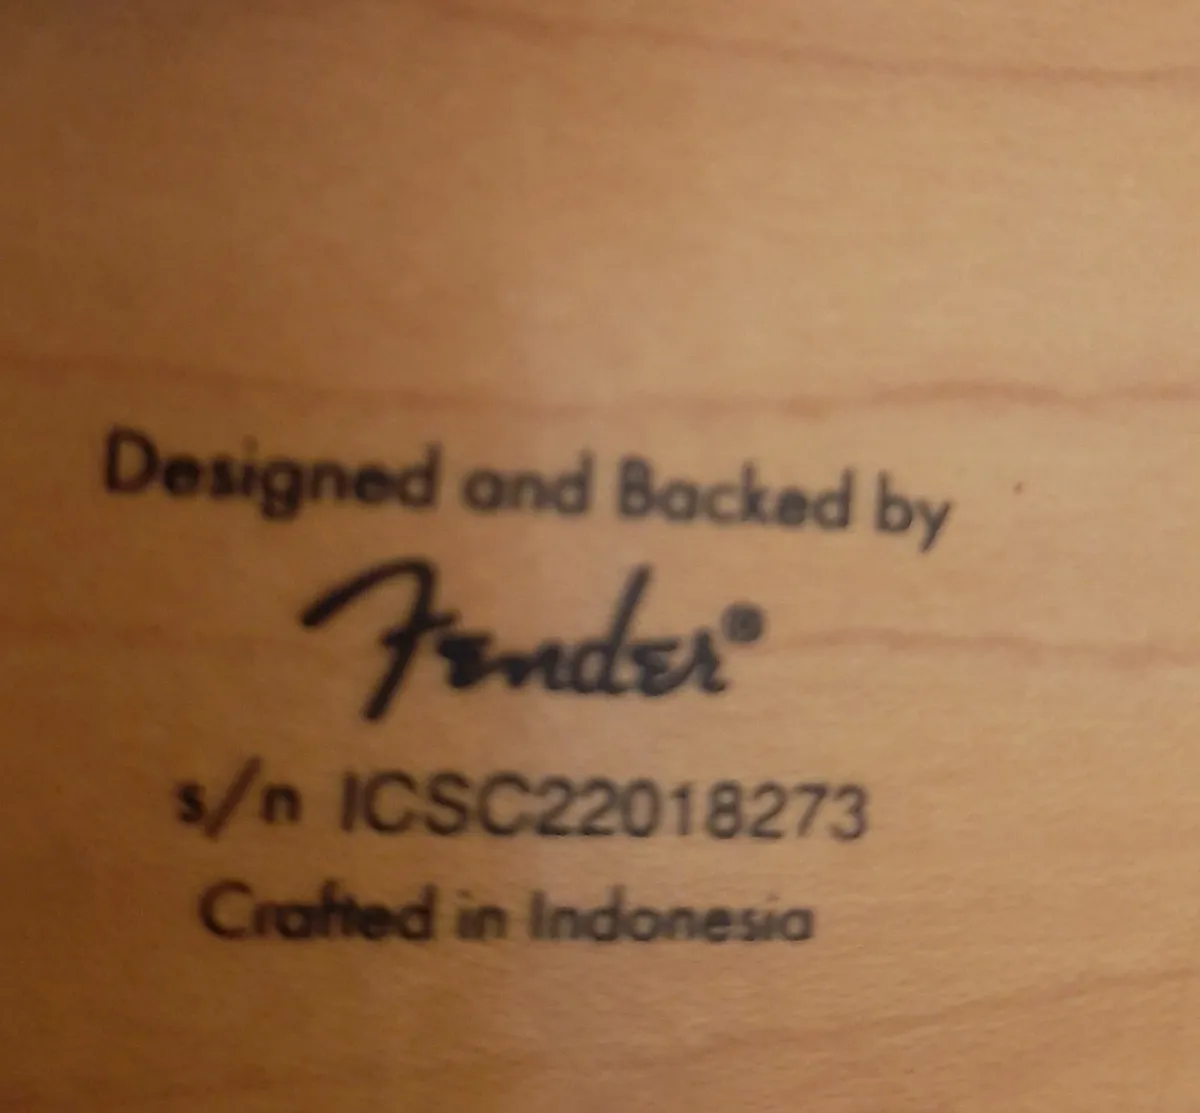 Designed and Backed by
Fender®
s/n ICSC22018273
Crafted in Indonesia